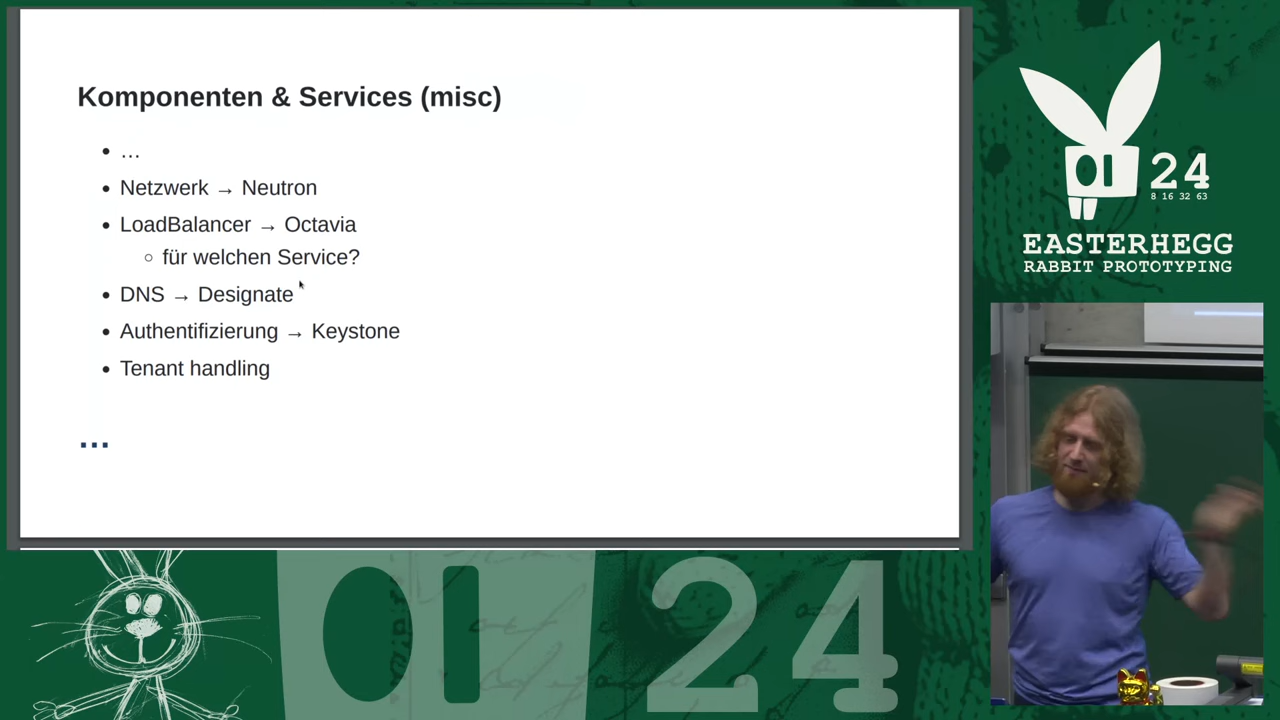 Komponenten & Services (misc)
• …
• Netzwerk → Neutron
• LoadBalancer → Octavia
○ für welchen Service?
• DNS → Designate
• Authentifizierung → Keystone
• Tenant handling
…
24
8 16 32 63
EASTERHEGG
RABBIT PROTOTYPING
24